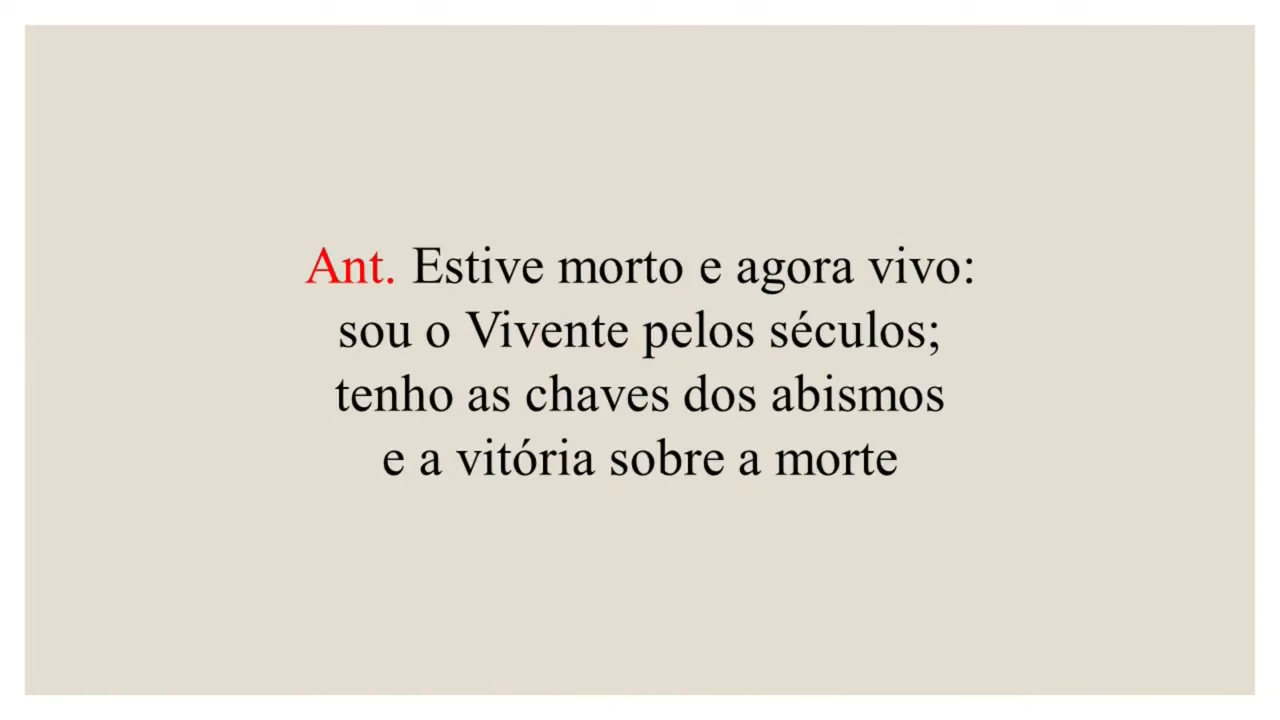 Ant. Estive morto e agora vivo:
sou o Vivente pelos séculos;
tenho as chaves dos abismos
e a vitória sobre a morte